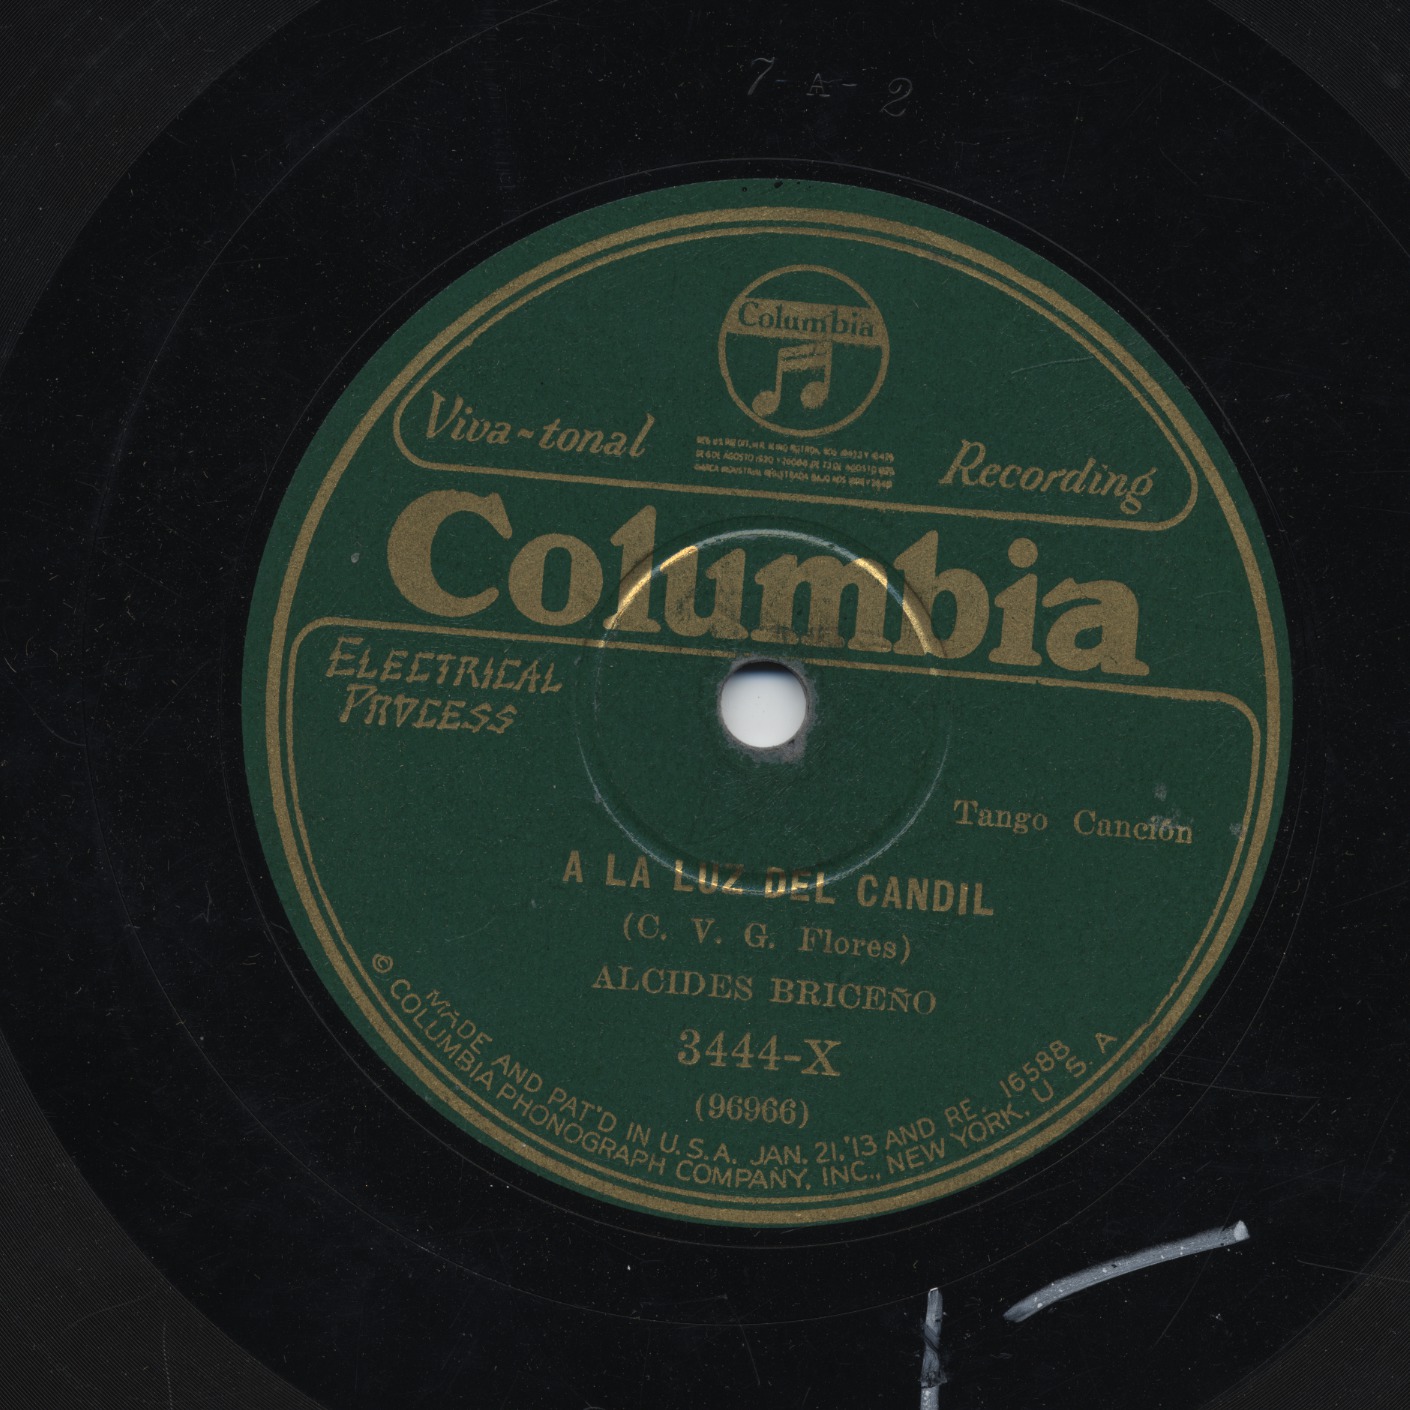 7-A-2
Columbia
Viva-tonal Recording
Columbia
ELECTRICAL
PROCESS
Tango Canción
A LA LUZ DEL CANDIL
(C. V. G. Flores)
ALCIDES BRICEÑO
3444-X
(96966)
MADE AND PAT'D IN U.S.A. JAN. 21,'13 AND RE. 16588
© COLUMBIA PHONOGRAPH COMPANY, INC., NEW YORK, U. S. A